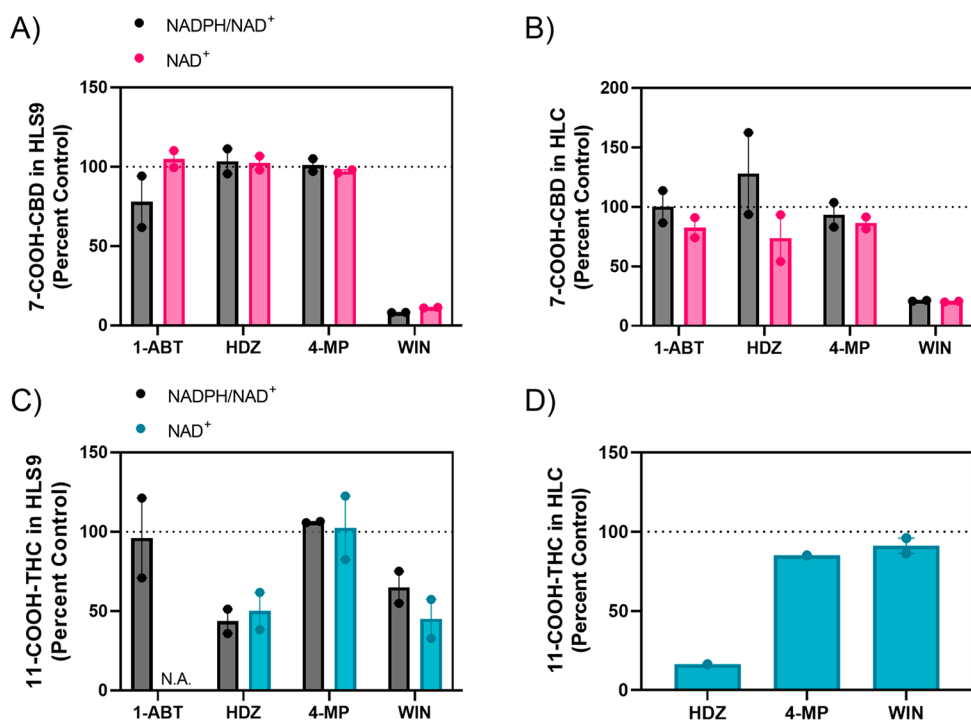 A)
NADPH/NAD+
NAD+
B)
7-COOH-CBD in HLS9
(Percent Control)
150
100
50
0
1-ABT HDZ 4-MP WIN
7-COOH-CBD in HLC
(Percent Control)
200
150
100
50
0
1-ABT HDZ 4-MP WIN
C)
NADPH/NAD+
NAD+
D)
11-COOH-THC in HLS9
(Percent Control)
150
100
50
0
N.A.
1-ABT HDZ 4-MP WIN
11-COOH-THC in HLC
(Percent Control)
150
100
50
0
HDZ 4-MP WIN